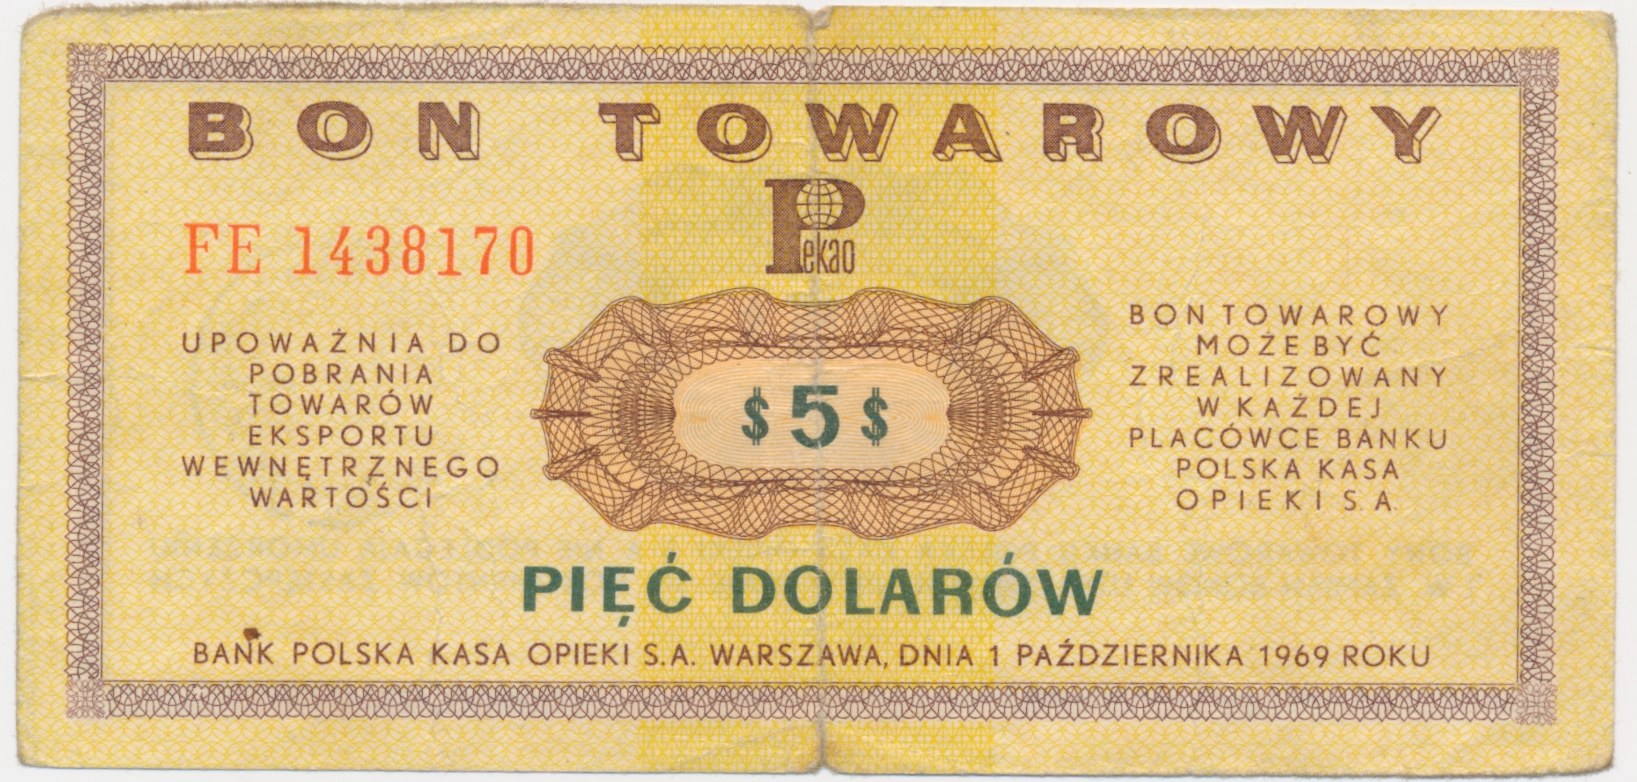 BON TOWAROWY
Pekao
FE 1438170
UPOWAŻNIA DO
POBRANIA
TOWARÓW
EKSPORTU
WEWNĘTRZNEGO
WARTOŚCI
$5$
BON TOWAROWY
MOŻE BYĆ
ZREALIZOWANY
W KAŻDEJ
PLACÓWCE BANKU
POLSKA KASA
OPIEKI S.A.
PIĘĆ DOLARÓW
BANK POLSKA KASA OPIEKI S.A. WARSZAWA, DNIA 1 PAŹDZIERNIKA 1969 ROKU